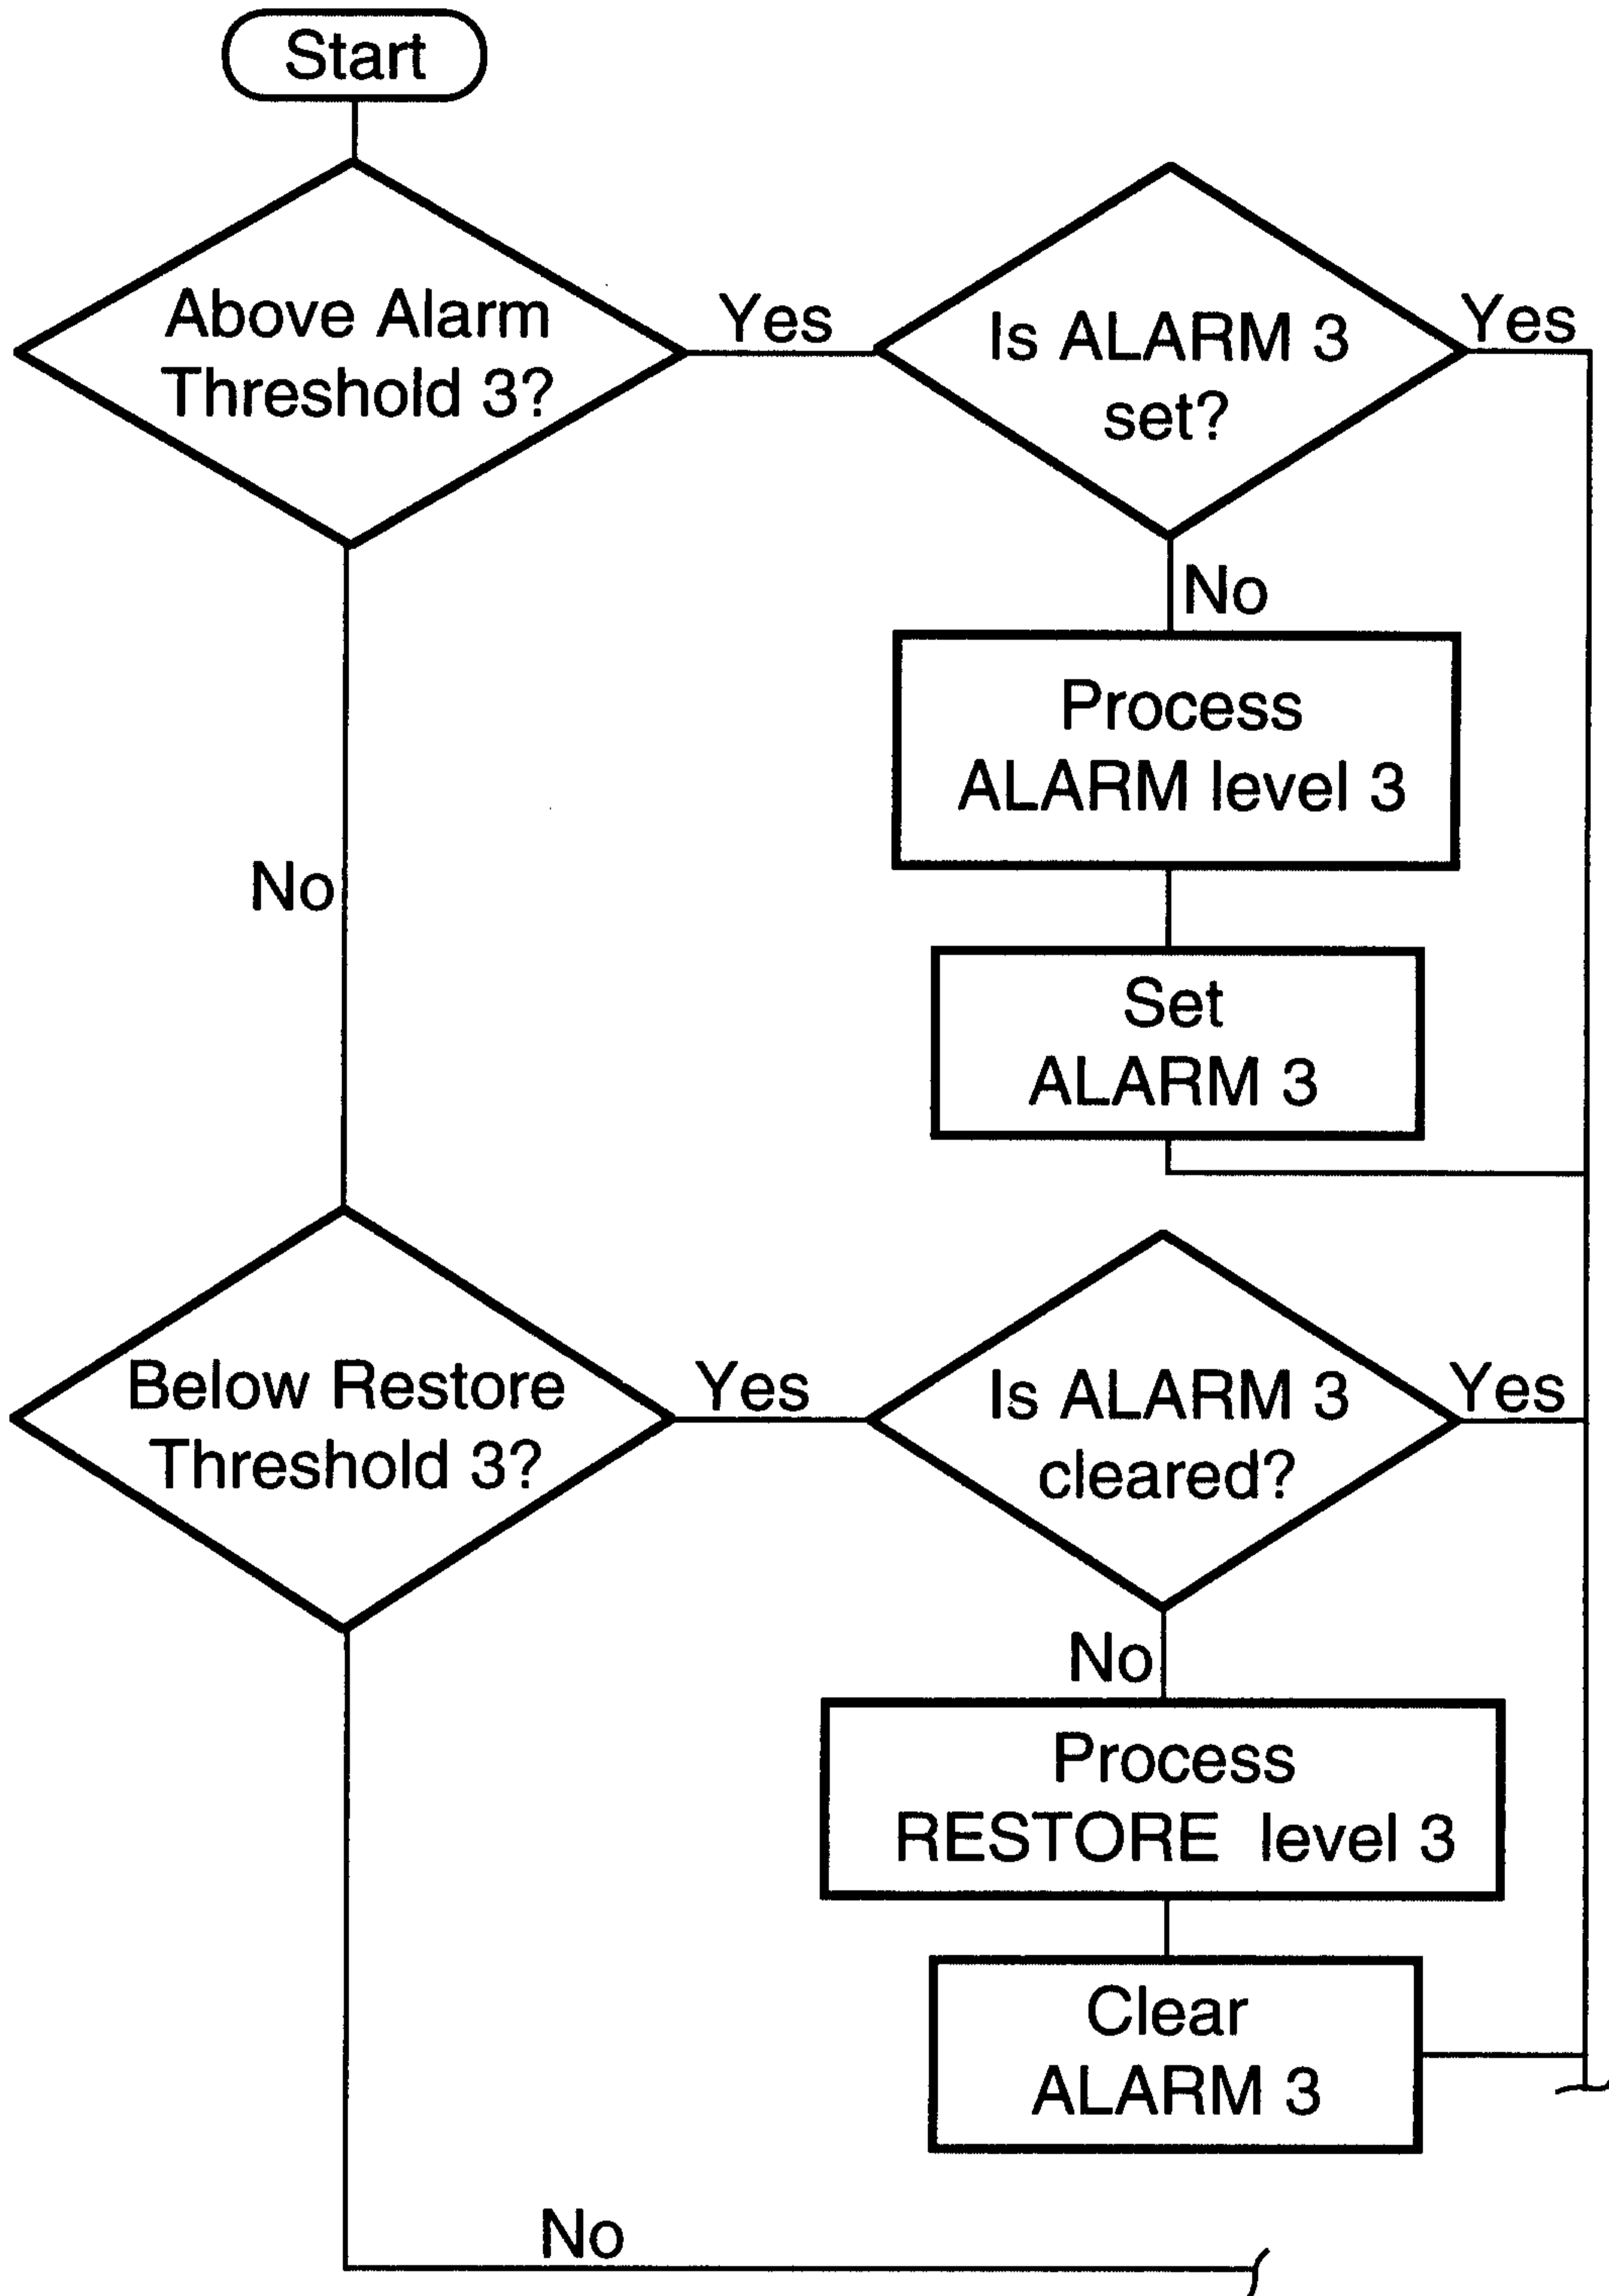 Start
Above Alarm
Threshold 3?
Yes
Is ALARM 3
set?
Yes
No
Process
ALARM level 3
No
Set
ALARM 3
Below Restore
Threshold 3?
Yes
Is ALARM 3
cleared?
Yes
No
Process
RESTORE level 3
Clear
ALARM 3
No